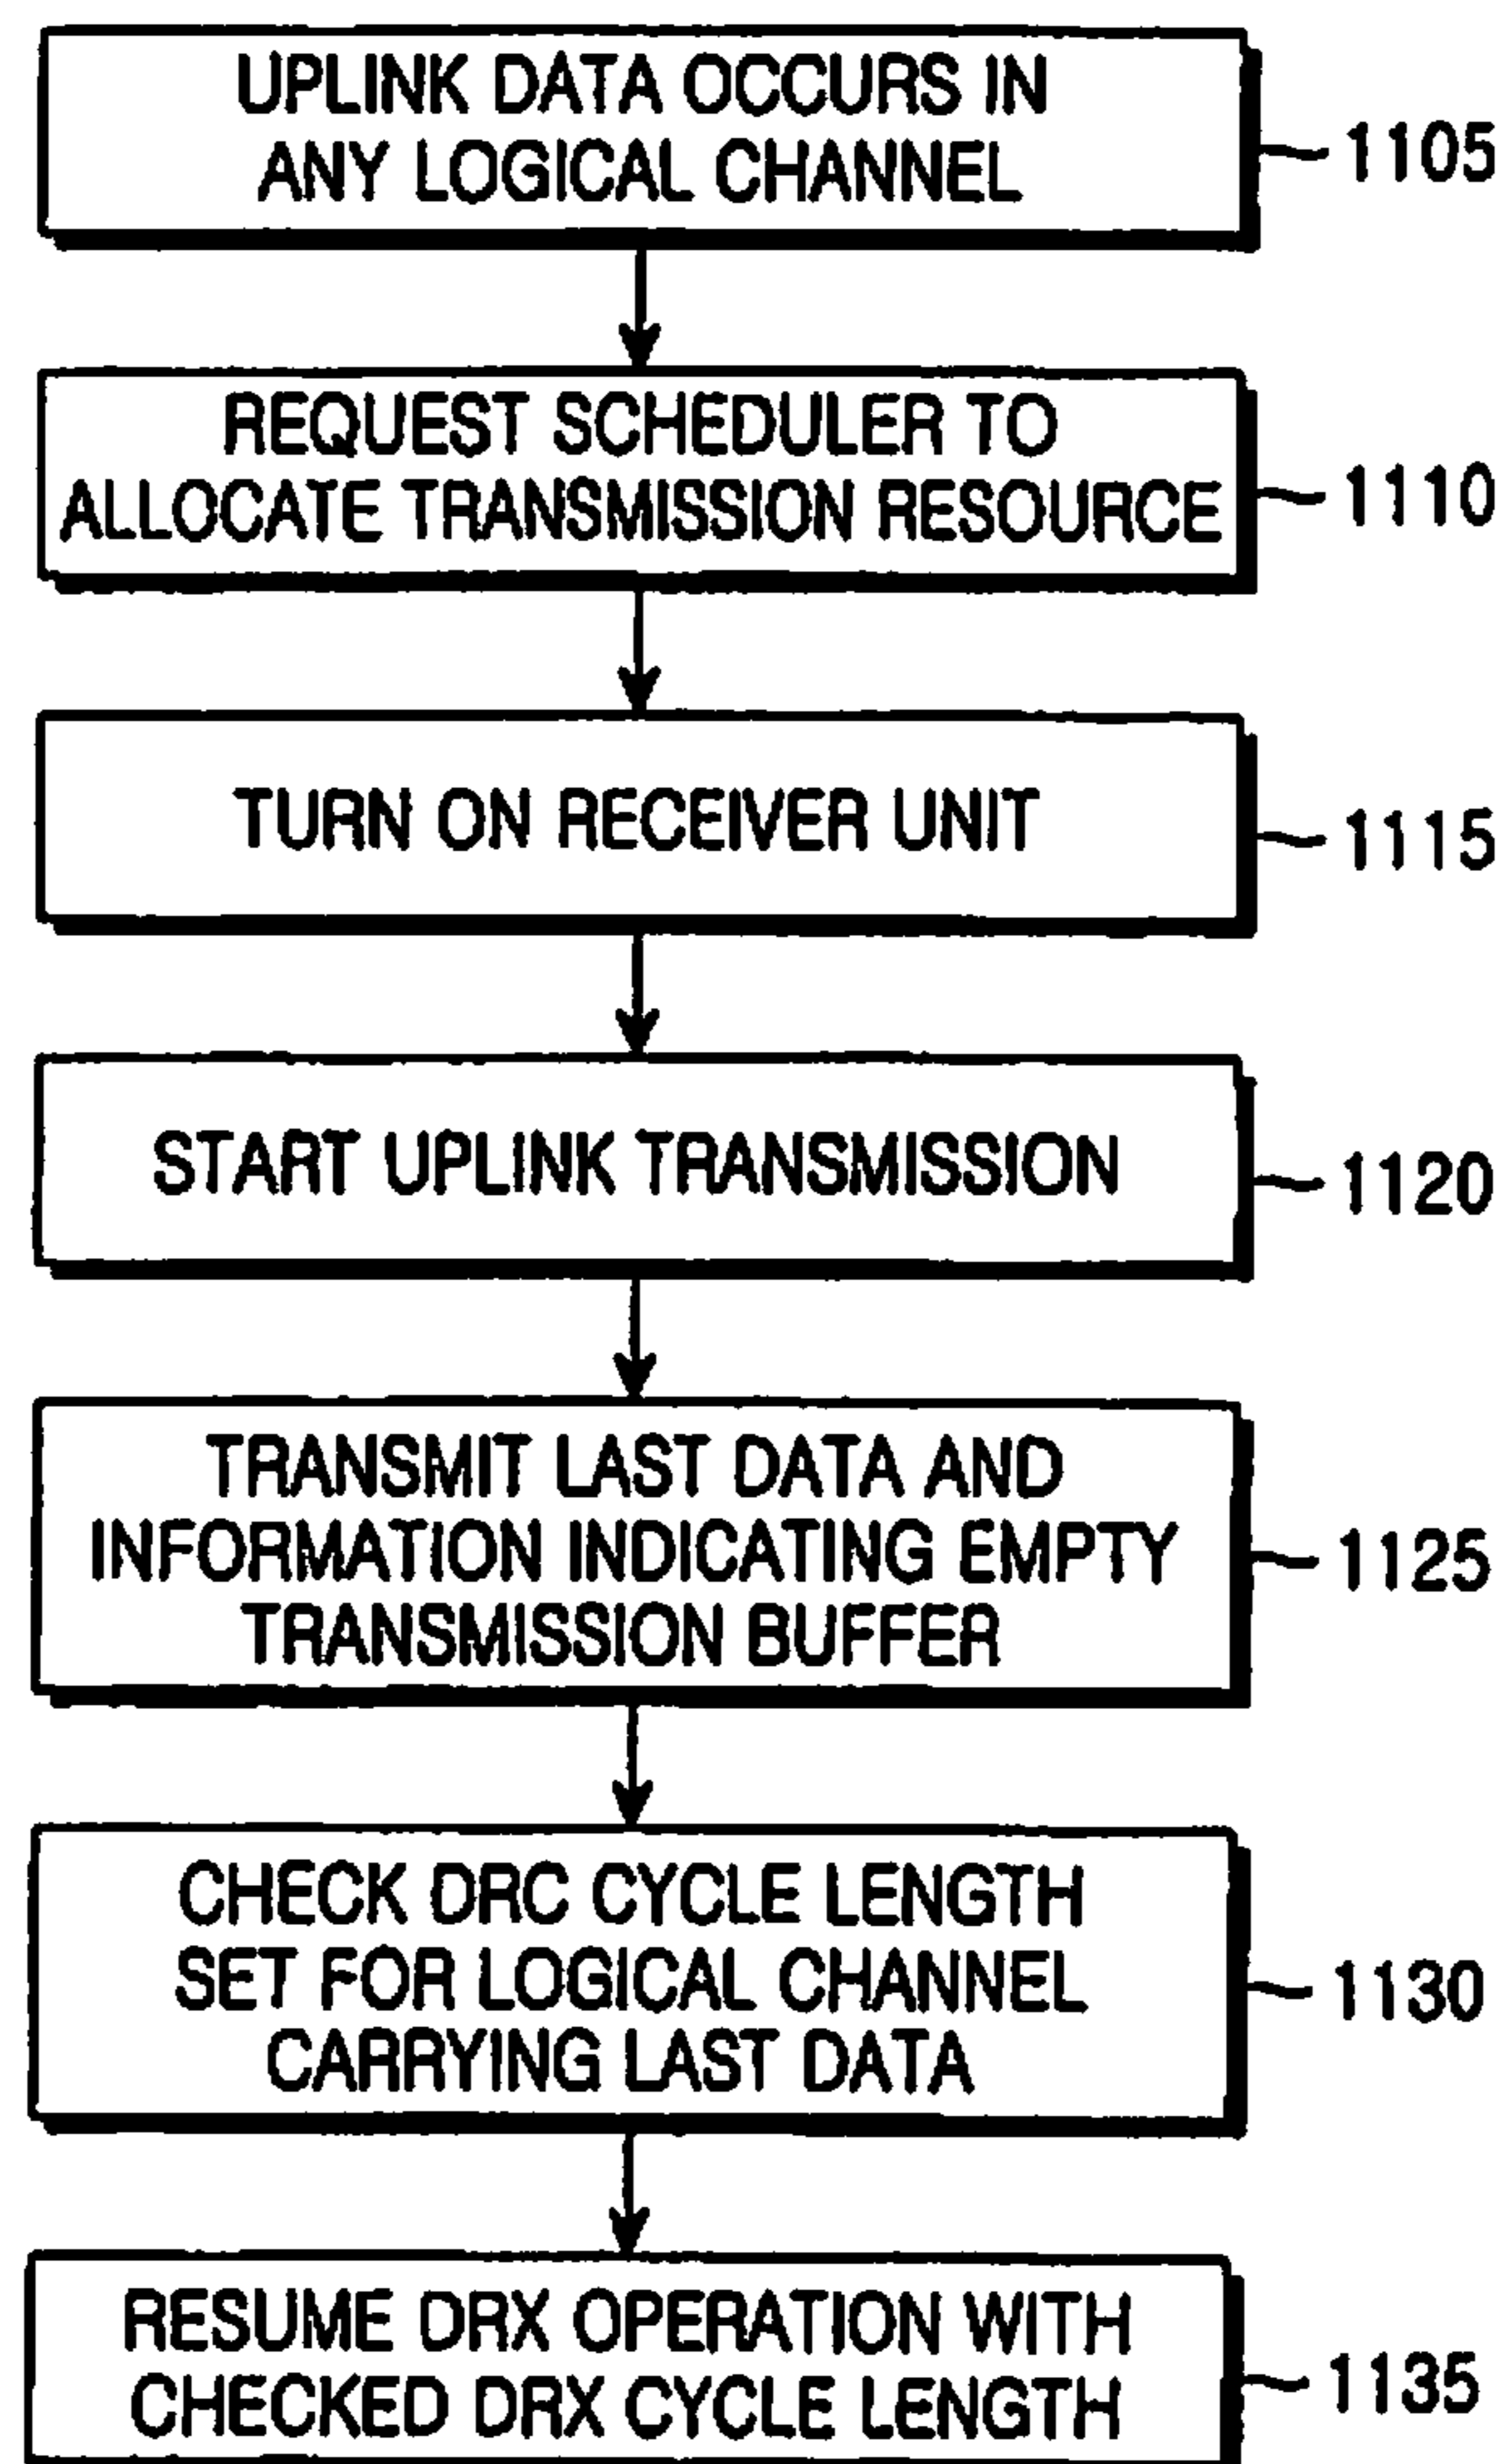 UPLINK DATA OCCURS IN
ANY LOGICAL CHANNEL
1105
REQUEST SCHEDULER TO
ALLOCATE TRANSMISSION RESOURCE
1110
TURN ON RECEIVER UNIT
1115
START UPLINK TRANSMISSION
1120
TRANSMIT LAST DATA AND
INFORMATION INDICATING EMPTY
TRANSMISSION BUFFER
1125
CHECK DRC CYCLE LENGTH
SET FOR LOGICAL CHANNEL
CARRYING LAST DATA
1130
RESUME DRX OPERATION WITH
CHECKED DRX CYCLE LENGTH
1135